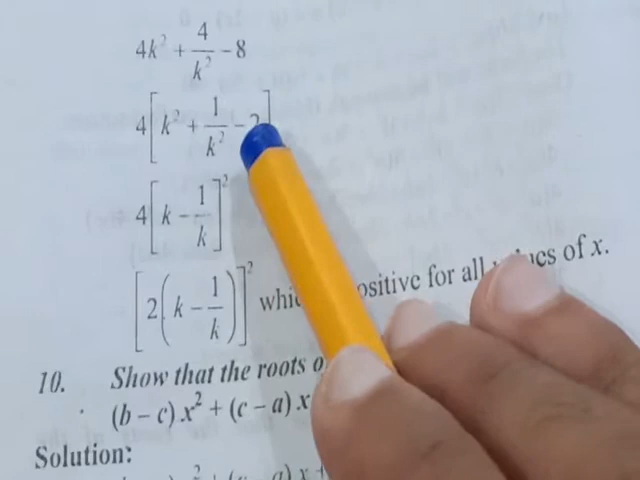 4k² + 4/k² - 8
4[k² + 1/k² - 2]
4[k - 1/k]²
[2(k - 1/k)]² which positive for all values of x.
10. Show that the roots
(b - c) x² + (c - a) x
Solution: